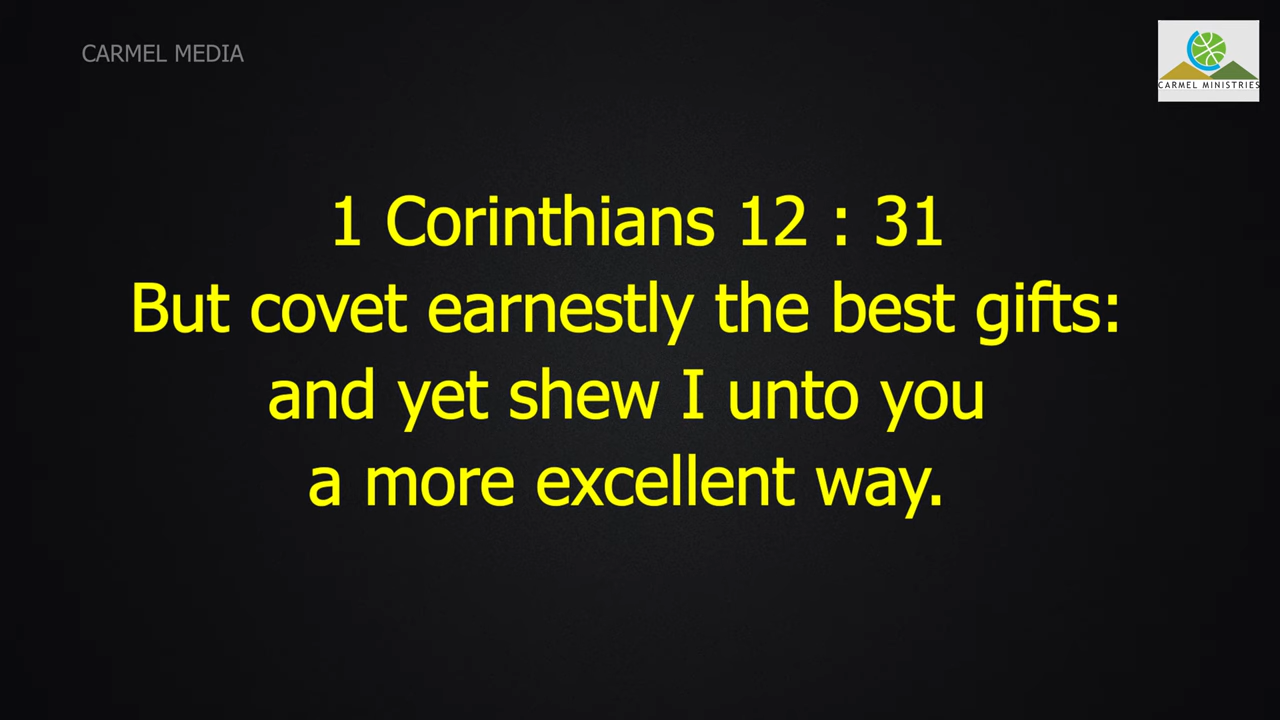 CARMEL MEDIA
CARMEL MINISTRIES
1 Corinthians 12 : 31
But covet earnestly the best gifts:
and yet shew I unto you
a more excellent way.